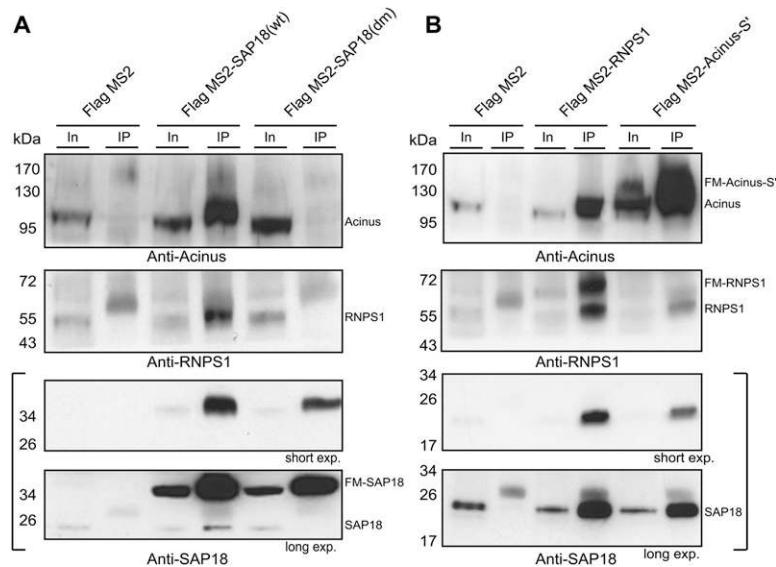 A
Flag MS2
Flag MS2-SAP18(wt)
Flag MS2-SAP18(dm)
kDa
In IP In IP In IP
170
130
95
Acinus
Anti-Acinus
72
55
43
RNPS1
Anti-RNPS1
34
26
short exp.
34
26
FM-SAP18
SAP18
long exp.
Anti-SAP18
B
Flag MS2
Flag MS2-RNPS1
Flag MS2-Acinus-S'
kDa
In IP In IP In IP
170
130
95
FM-Acinus-S'
Acinus
Anti-Acinus
72
55
43
FM-RNPS1
RNPS1
Anti-RNPS1
34
26
17
short exp.
34
26
17
SAP18
long exp.
Anti-SAP18